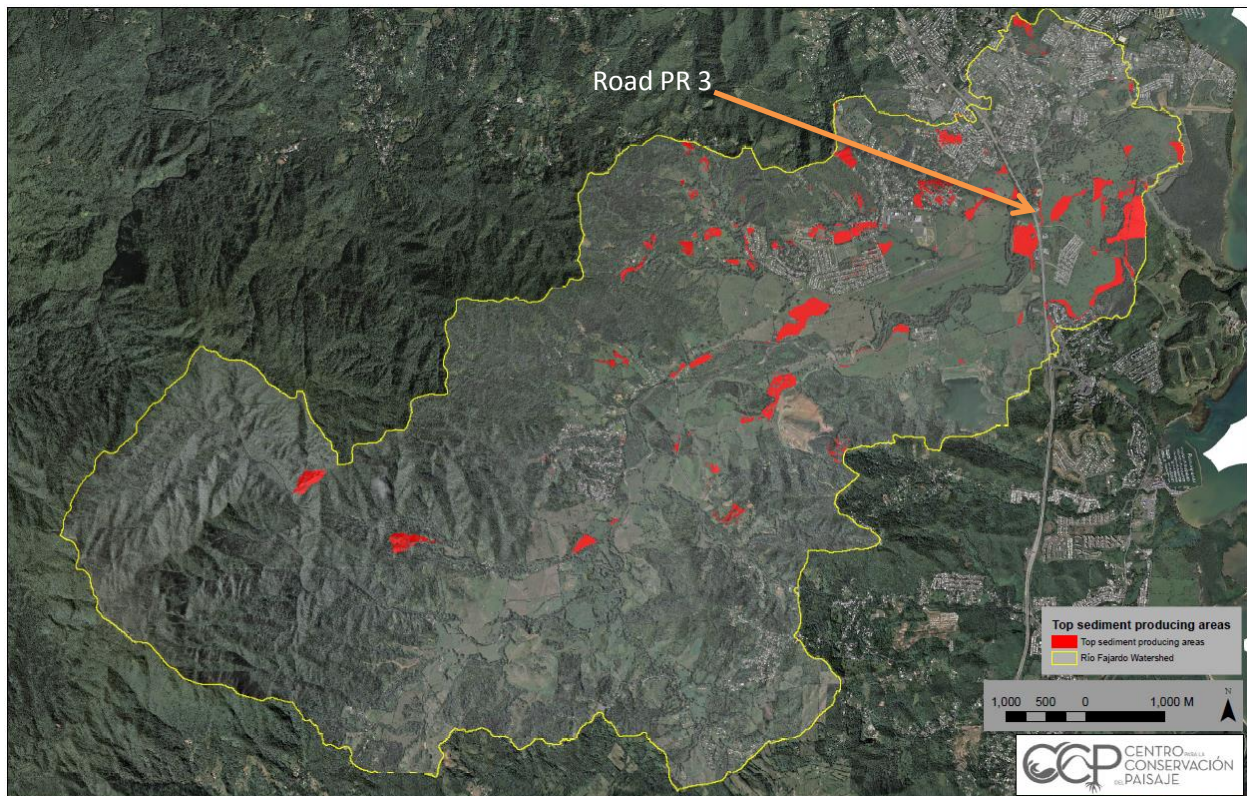 Road PR 3
Top sediment producing areas
Top sediment producing areas
Río Fajardo Watershed
1,000 500 0 1,000 M
N
CCP
CENTRO PARA LA
CONSERVACIÓN
DEL PAISAJE